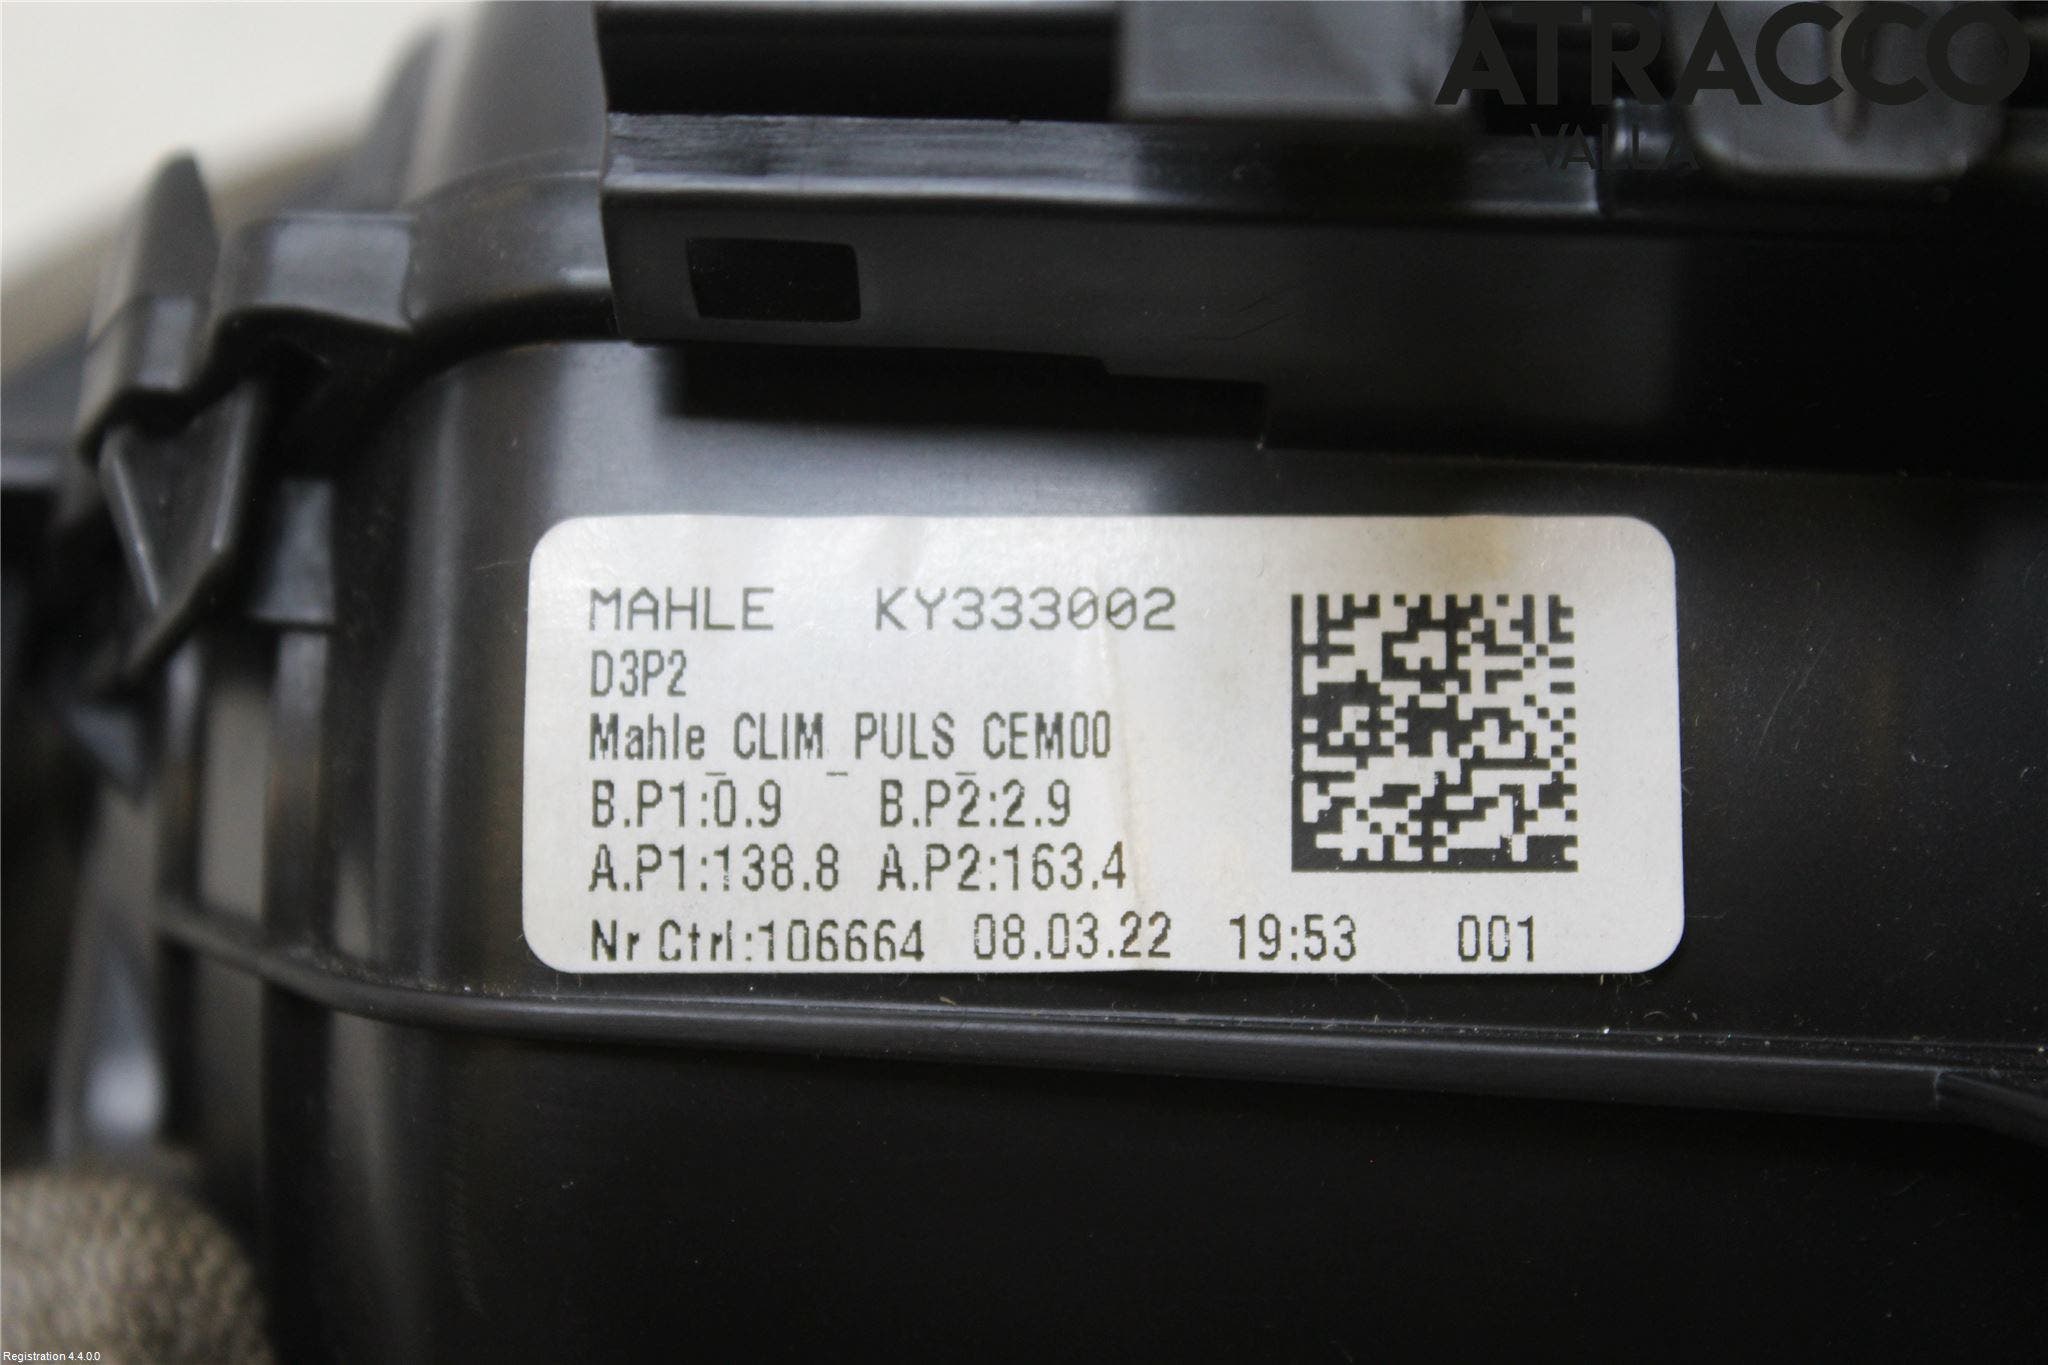 ATRACCO
VALLA
MAHLE KY333002
D3P2
Mahle_CLIM_PULS_CEM00
B.P1:0.9 B.P2:2.9
A.P1:138.8 A.P2:163.4
Nr Ctrl:106664 08.03.22 19:53 001
Registration 4.4.0.0